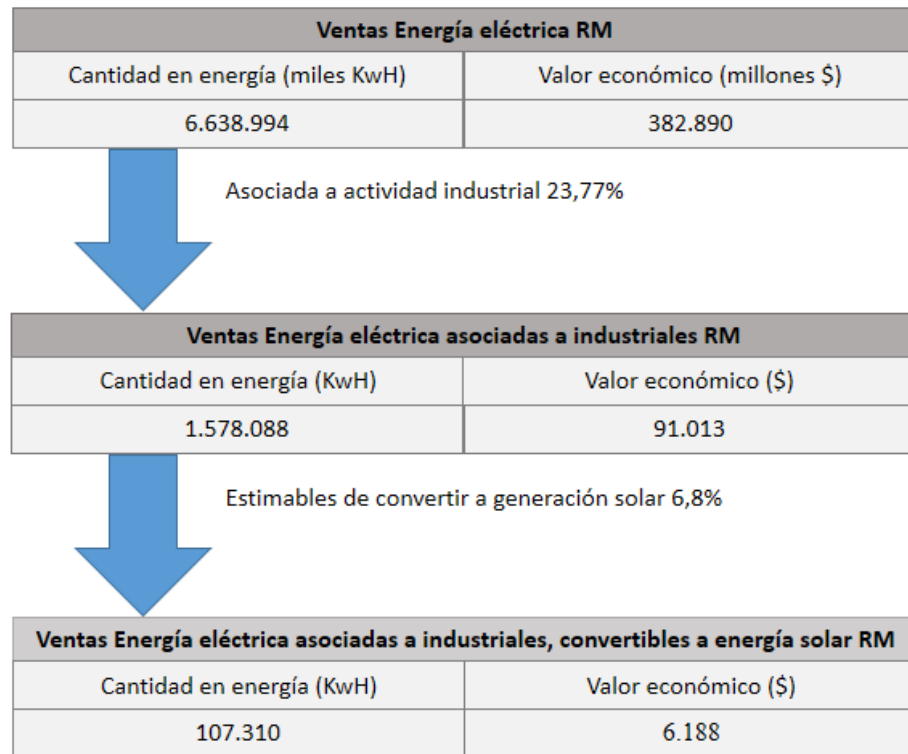 Ventas Energía eléctrica RM
Cantidad en energía (miles KwH) Valor económico (millones $)
6.638.994 382.890
Asociada a actividad industrial 23,77%
Ventas Energía eléctrica asociadas a industriales RM
Cantidad en energía (KwH) Valor económico ($)
1.578.088 91.013
Estimables de convertir a generación solar 6,8%
Ventas Energía eléctrica asociadas a industriales, convertibles a energía solar RM
Cantidad en energía (KwH) Valor económico ($)
107.310 6.188